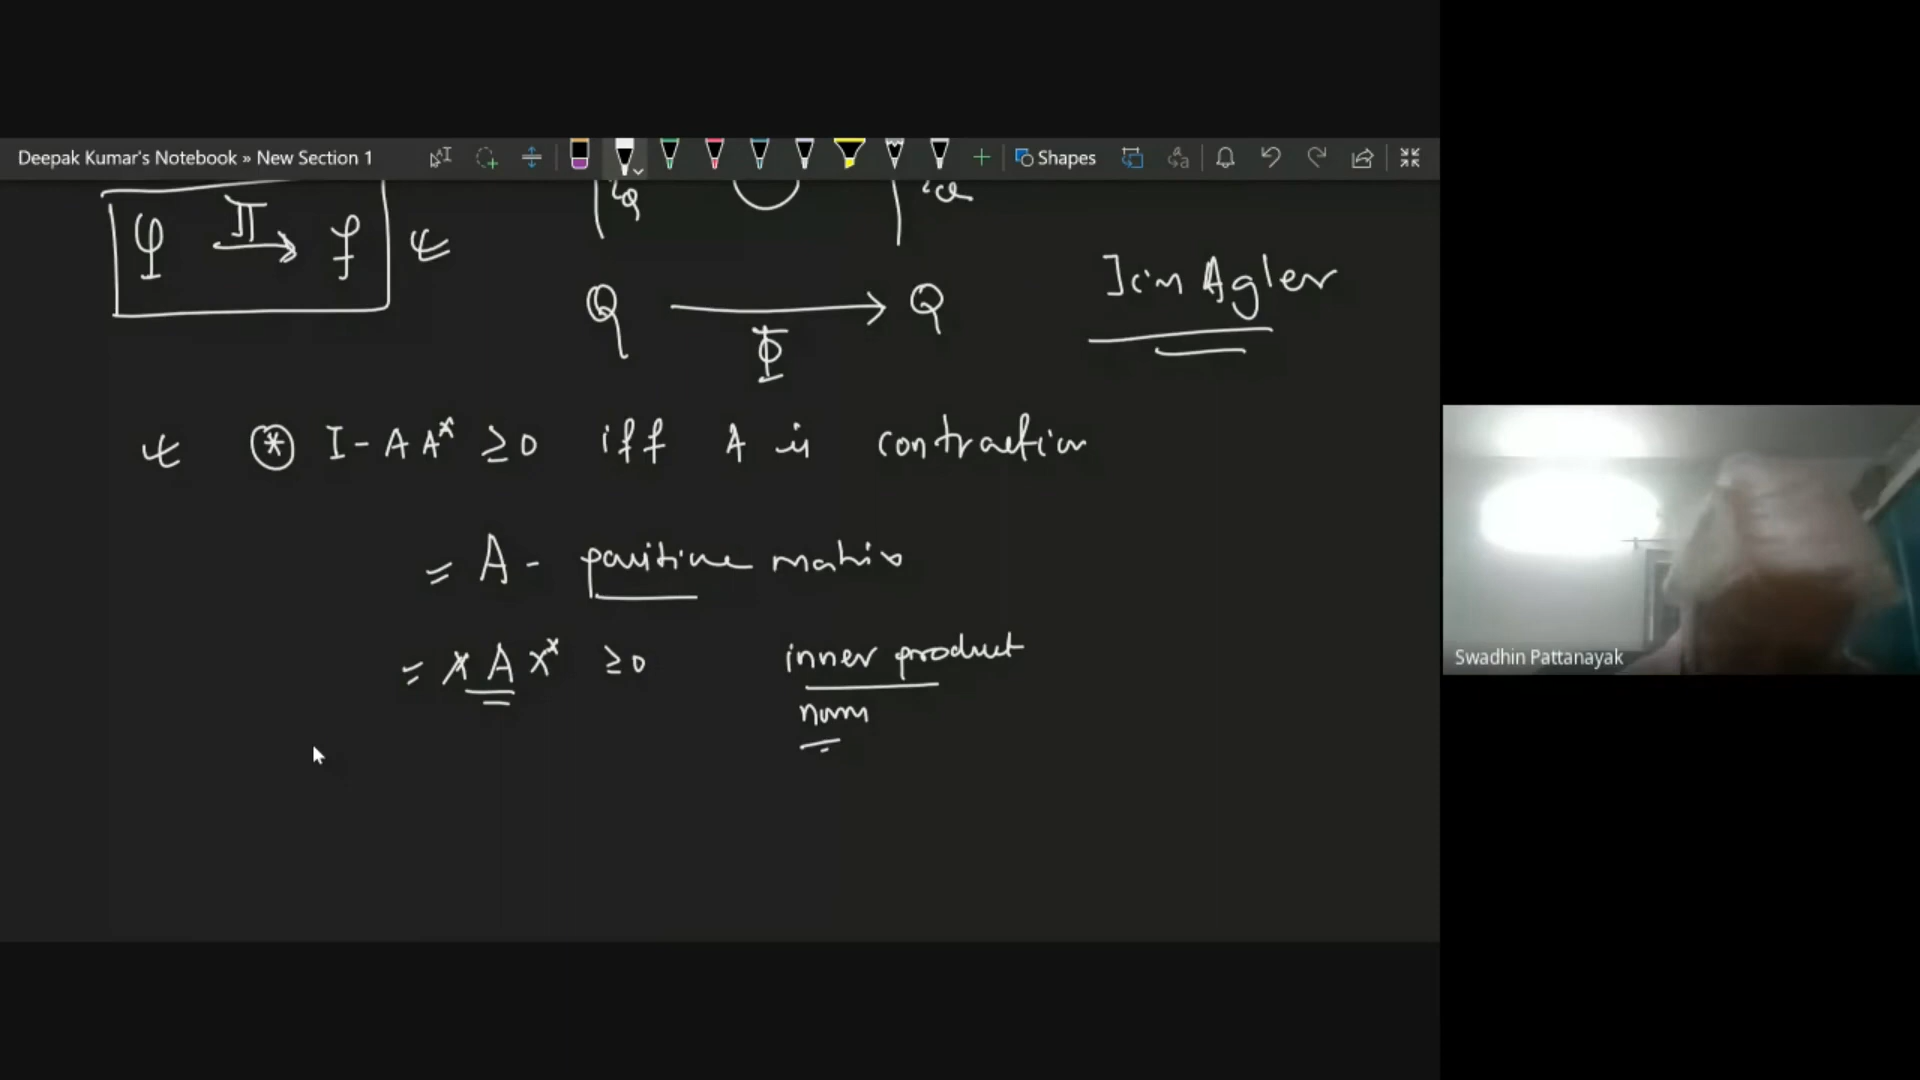 Deepak Kumar's Notebook » New Section 1
Shapes
φ π → f
Q → Q
Φ
Jim Agler
(*) I - A A* ≥ 0 iff A is contraction
= A - positive matrix
= x A x* ≥ 0 inner product
norm
Swadhin Pattanayak